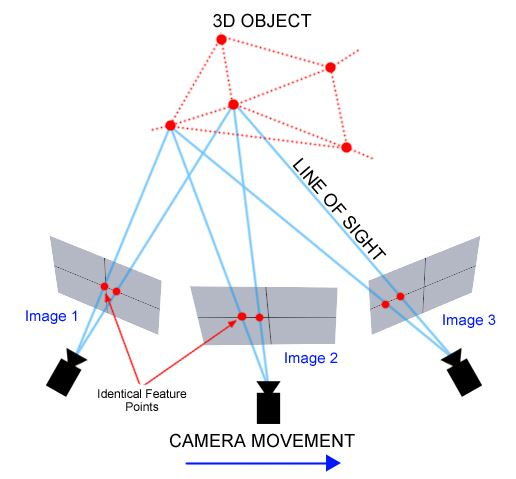 3D OBJECT
LINE OF SIGHT
Image 1
Image 2
Image 3
Identical Feature
Points
CAMERA MOVEMENT